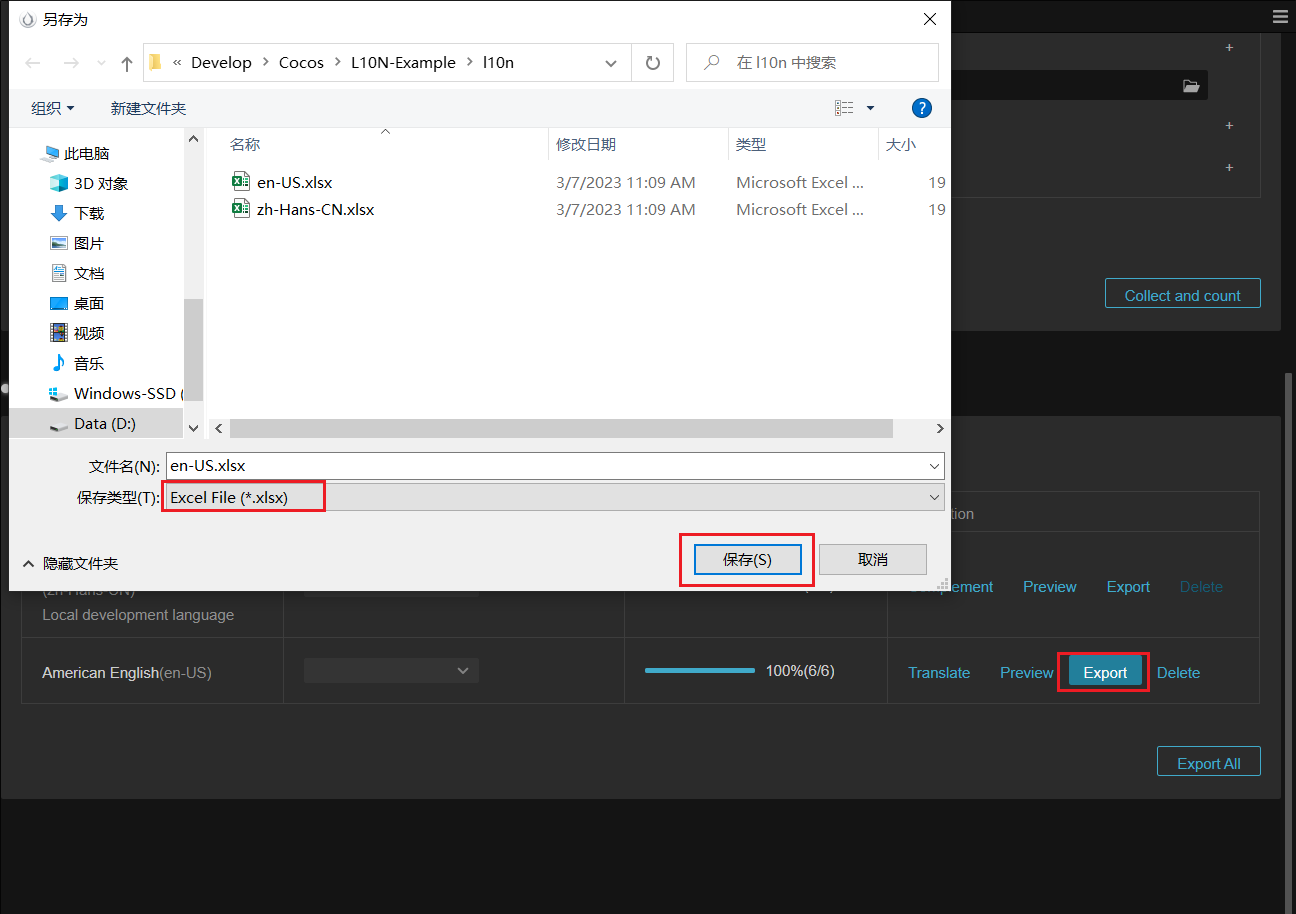 另存为
« Develop > Cocos > L10N-Example > l10n
在 l10n 中搜索
组织
新建文件夹
名称
修改日期
类型
大小
此电脑
3D 对象
下载
图片
文档
桌面
视频
音乐
Windows-SSD (
Data (D:)
en-US.xlsx
3/7/2023 11:09 AM
Microsoft Excel ...
19
zh-Hans-CN.xlsx
3/7/2023 11:09 AM
Microsoft Excel ...
19
文件名(N):
en-US.xlsx
保存类型(T):
Excel File (*.xlsx)
隐藏文件夹
保存(S)
取消
Collect and count
tion
(zh-Hans-CN)
Local development language
Preview
Export
Delete
American English(en-US)
100%(6/6)
Translate
Preview
Export
Delete
Export All